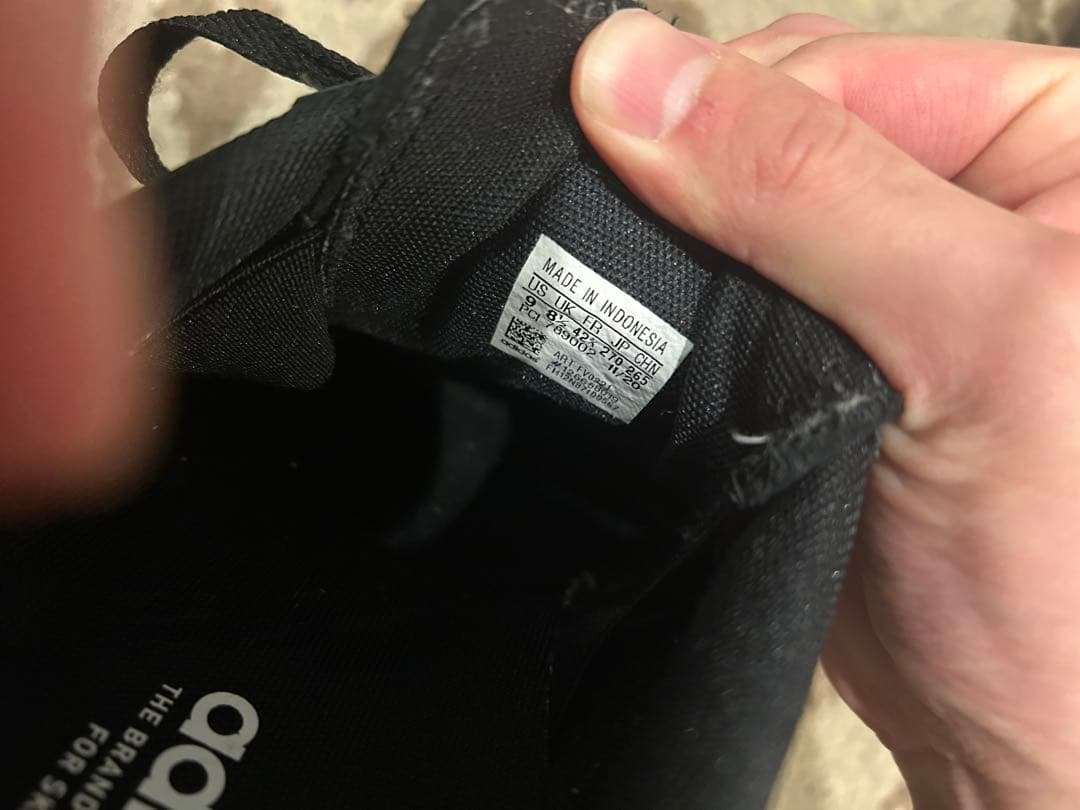 MADE IN INDONESIA
US UK FR JP CHN
9 8½ 42⅔ 270 265
PCI 789002 11/20
adidas
THE BRAND
FOR